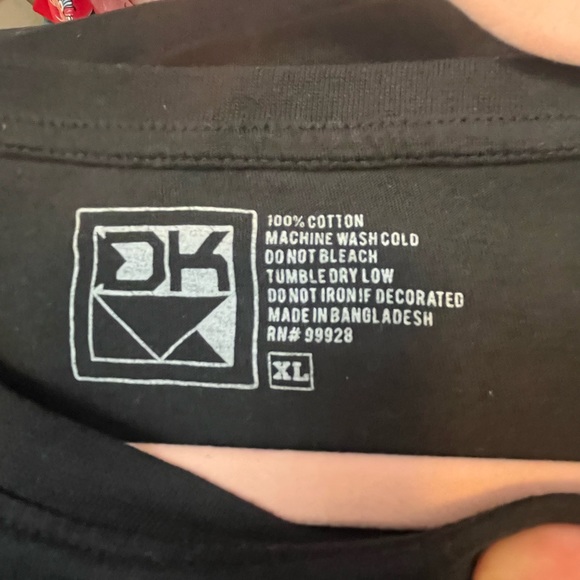 DK
100% COTTON
MACHINE WASH COLD
DO NOT BLEACH
TUMBLE DRY LOW
DO NOT IRON IF DECORATED
MADE IN BANGLADESH
RN# 99928
XL